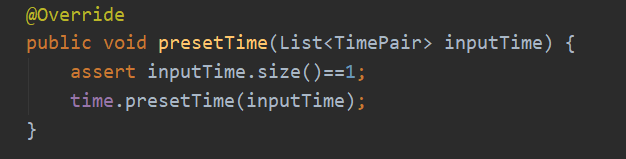 @Override
public void presetTime(List<TimePair> inputTime) {
    assert inputTime.size()==1;
    time.presetTime(inputTime);
}